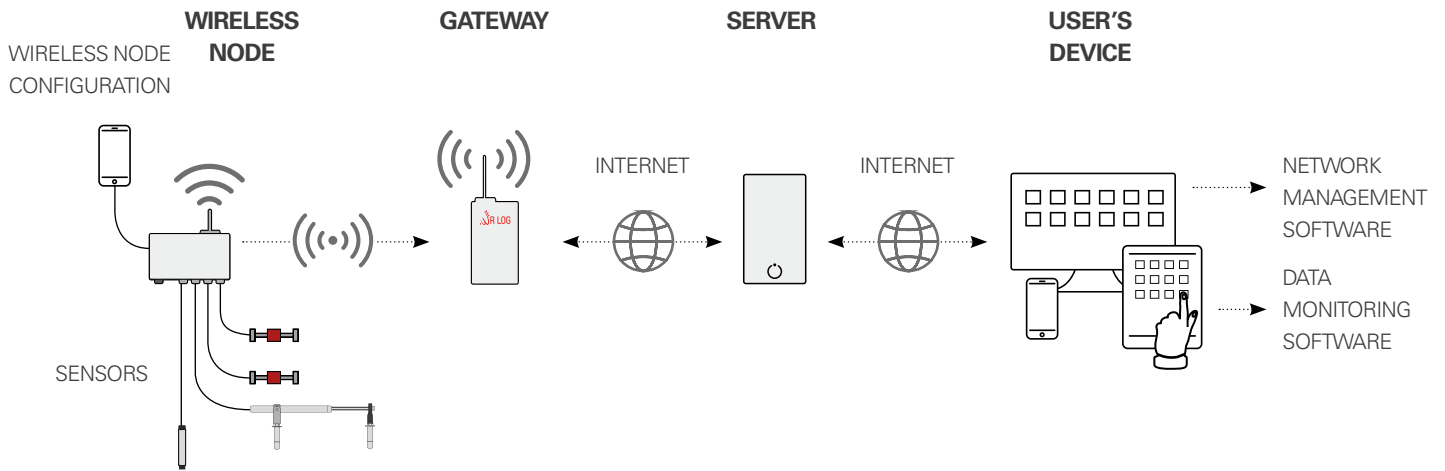 WIRELESS
NODE
GATEWAY
SERVER
USER'S
DEVICE
WIRELESS NODE
CONFIGURATION
INTERNET
INTERNET
NETWORK
MANAGEMENT
SOFTWARE
DATA
MONITORING
SOFTWARE
SENSORS
R LOG